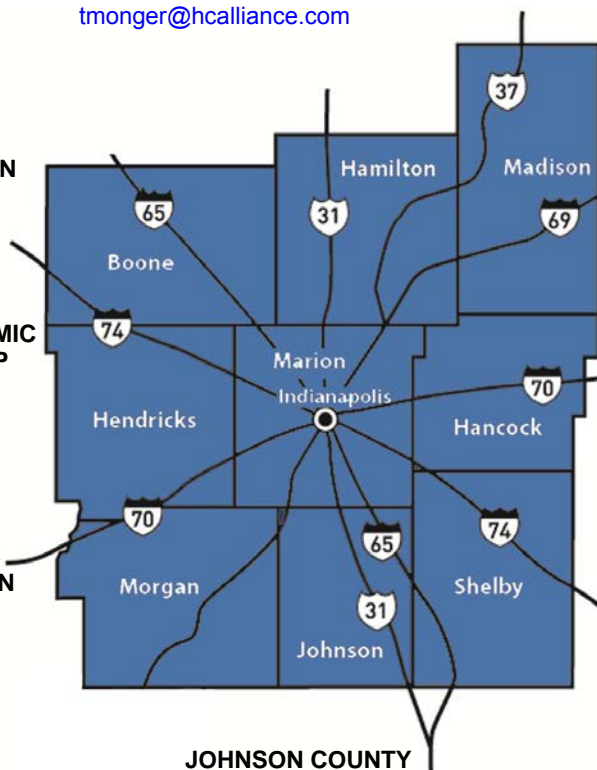 tmonger@hcalliance.com
37
N
Hamilton
Madison
65
31
69
Boone
MIC
74
P
Marion
70
Indianapolis
Hendricks
Hancock
70
65
74
N
Morgan
Shelby
31
Johnson
JOHNSON COUNTY